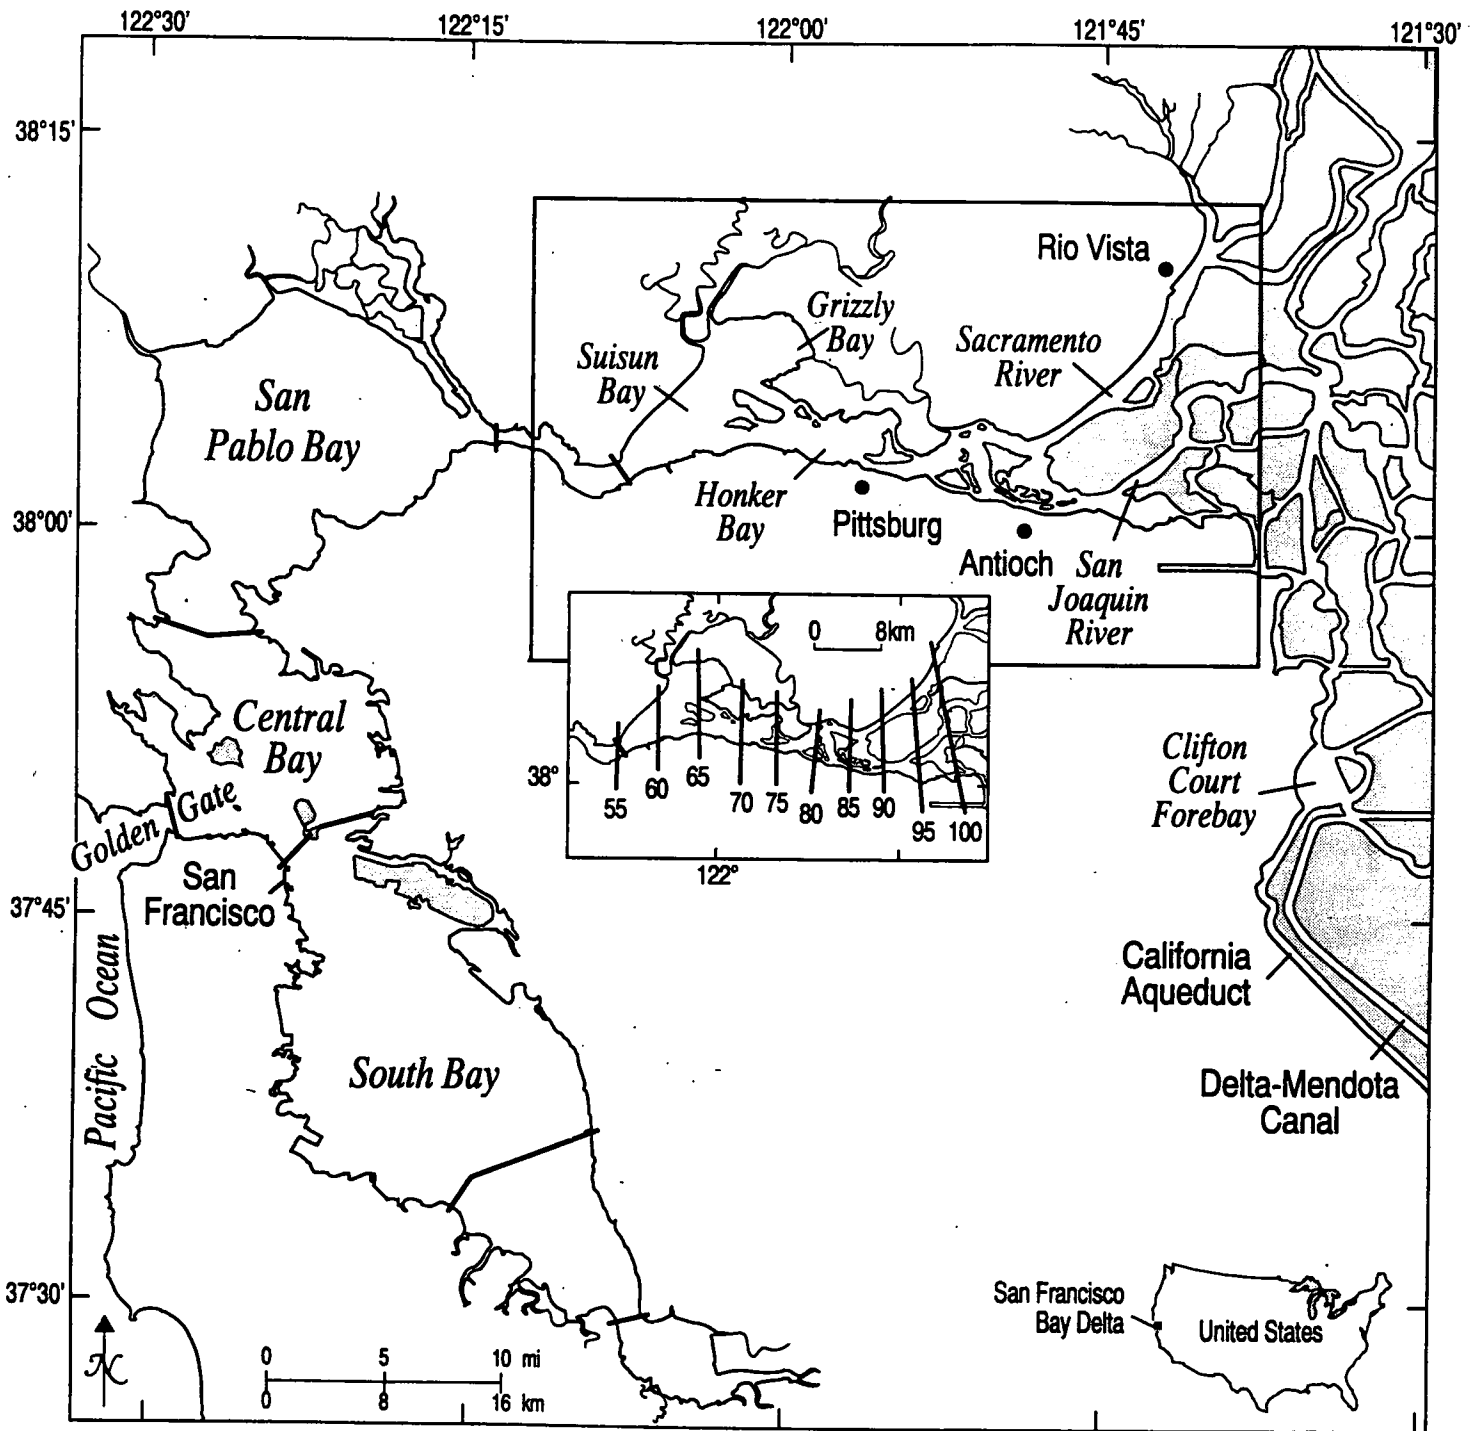 122°30'
122°15'
122°00'
121°45'
121°30'
38°15'
Rio Vista
Grizzly
Bay
Suisun
Bay
Sacramento
River
San
Pablo Bay
Honker
Bay
Pittsburg
38°00'
Antioch
San
Joaquin
River
0 8km
38°
55
60
65
70
75
80
85
90
95
100
122°
Central
Bay
Clifton
Court
Forebay
Golden Gate
San
Francisco
37°45'
Pacific Ocean
California
Aqueduct
South Bay
Delta-Mendota
Canal
37°30'
San Francisco
Bay Delta
United States
N
0 5 10 mi
0 8 16 km